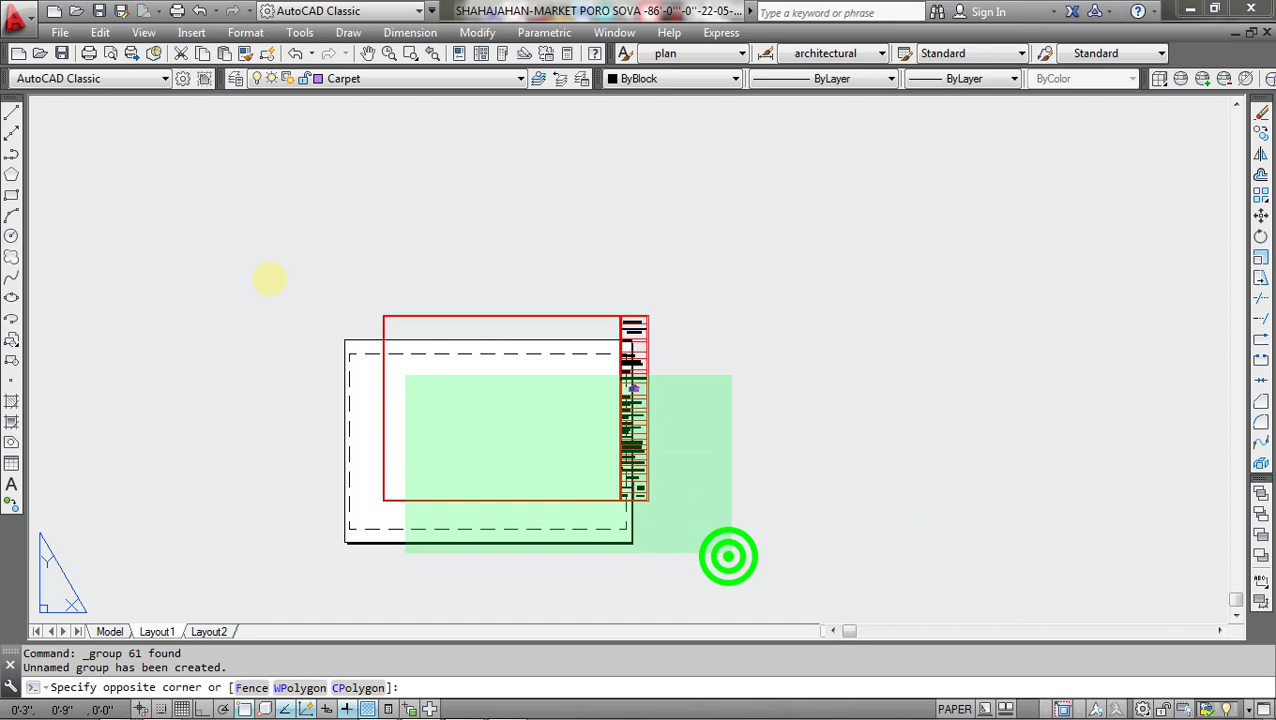 AutoCAD Classic
SHAHAJAHAN-MARKET PORO SOVA -86'-0'''-0''-22-05-...
Type a keyword or phrase
Sign In
File Edit View Insert Format Tools Draw Dimension Modify Parametric Window Help Express
plan architectural Standard Standard
AutoCAD Classic Carpet ByBlock ByLayer ByLayer ByColor
Y
X
Model Layout1 Layout2
Command: _group 61 found
Unnamed group has been created.
Specify opposite corner or [Fence WPolygon CPolygon]:
0'3", 0'9", 0'-0" PAPER